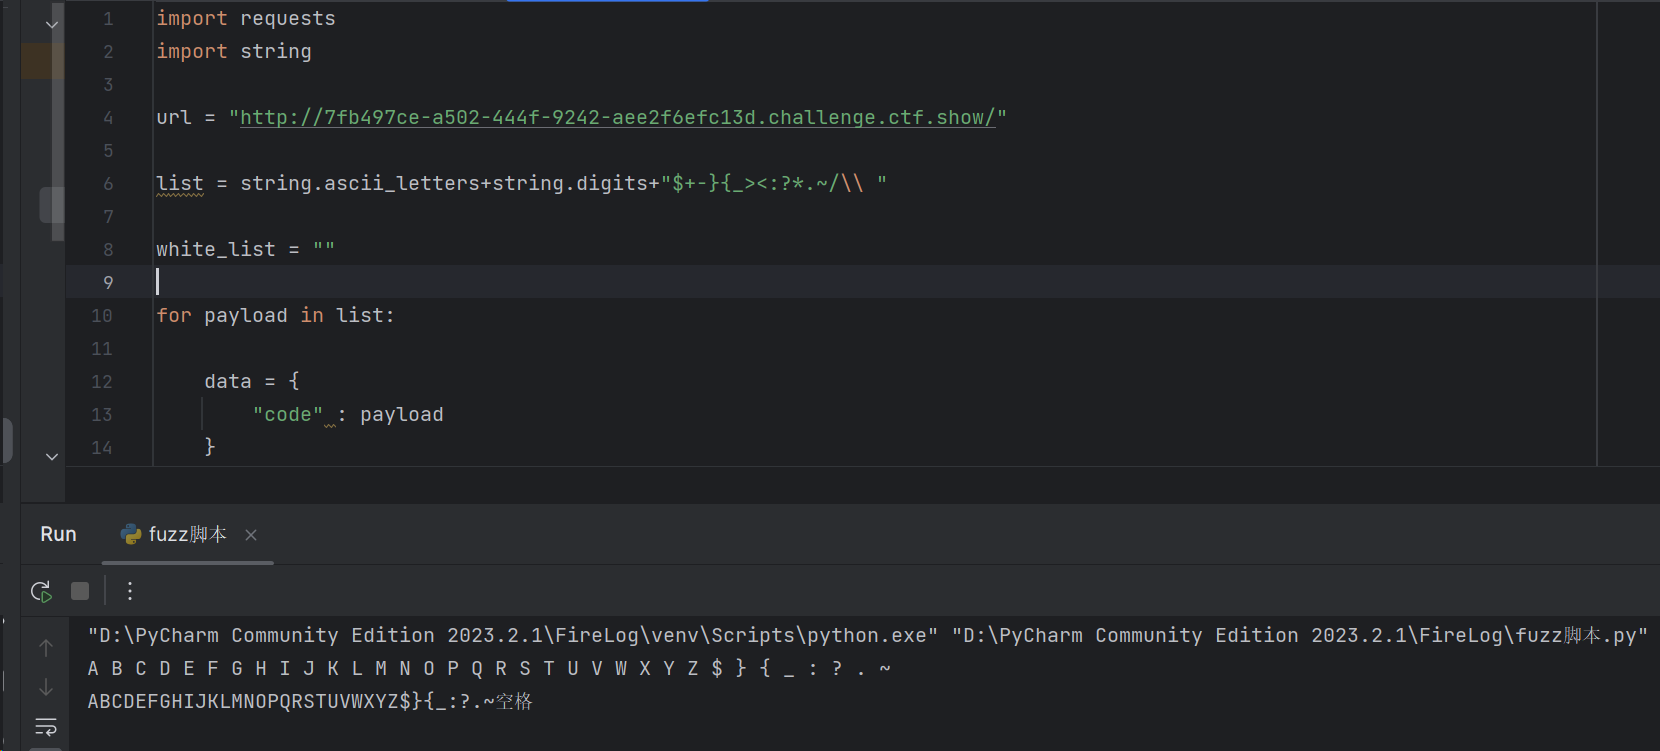 1 import requests
2 import string
3
4 url = "http://7fb497ce-a502-444f-9242-aee2f6efc13d.challenge.ctf.show/"
5
6 list = string.ascii_letters+string.digits+"$+-}{_><:?*.~/\\ "
7
8 white_list = ""
9
10 for payload in list:
11
12     data = {
13         "code" : payload
14     }
Run fuzz脚本
"D:\PyCharm Community Edition 2023.2.1\FireLog\venv\Scripts\python.exe" "D:\PyCharm Community Edition 2023.2.1\FireLog\fuzz脚本.py"
A B C D E F G H I J K L M N O P Q R S T U V W X Y Z $ } { _ : ? . ~
ABCDEFGHIJKLMNOPQRSTUVWXYZ$}{_:?.~空格